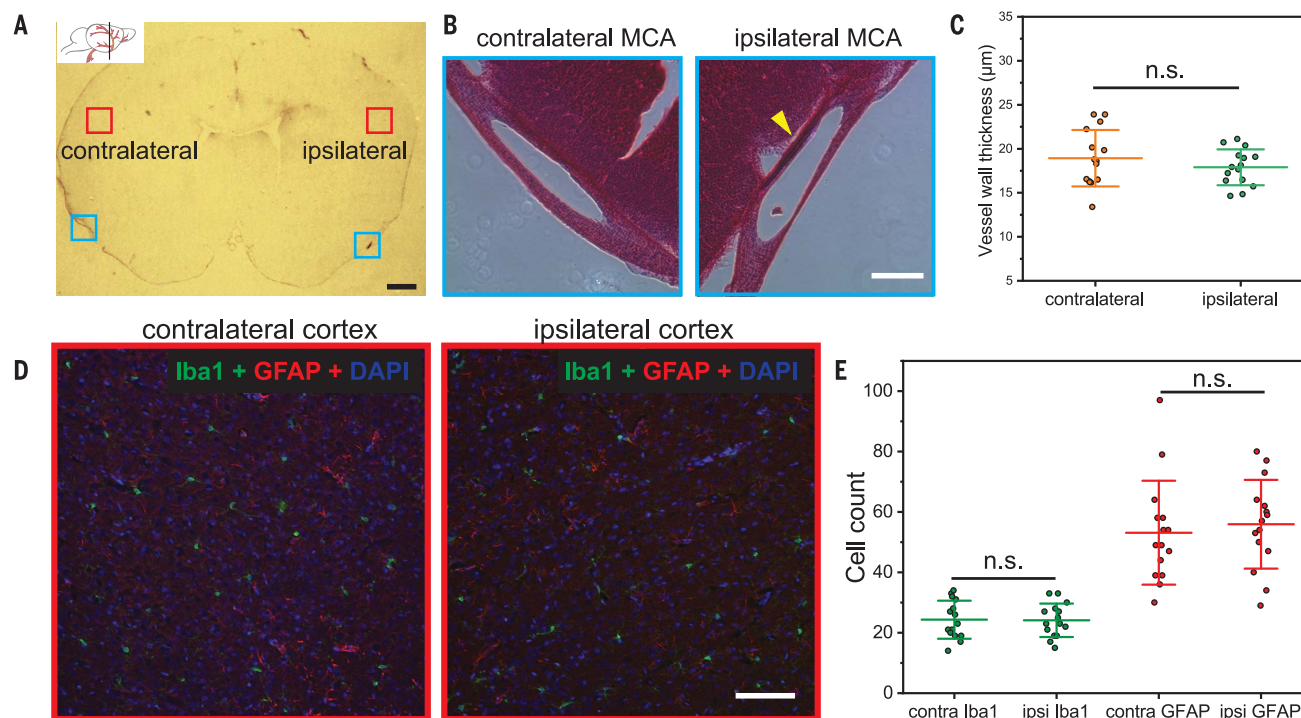 A
contralateral
ipsilateral
B
contralateral MCA
ipsilateral MCA
C
Vessel wall thickness (µm)
35
30
25
20
15
10
5
n.s.
contralateral
ipsilateral
D
contralateral cortex
ipsilateral cortex
Iba1 + GFAP + DAPI
Iba1 + GFAP + DAPI
E
Cell count
100
80
60
40
20
0
n.s.
n.s.
contra Iba1
ipsi Iba1
contra GFAP
ipsi GFAP